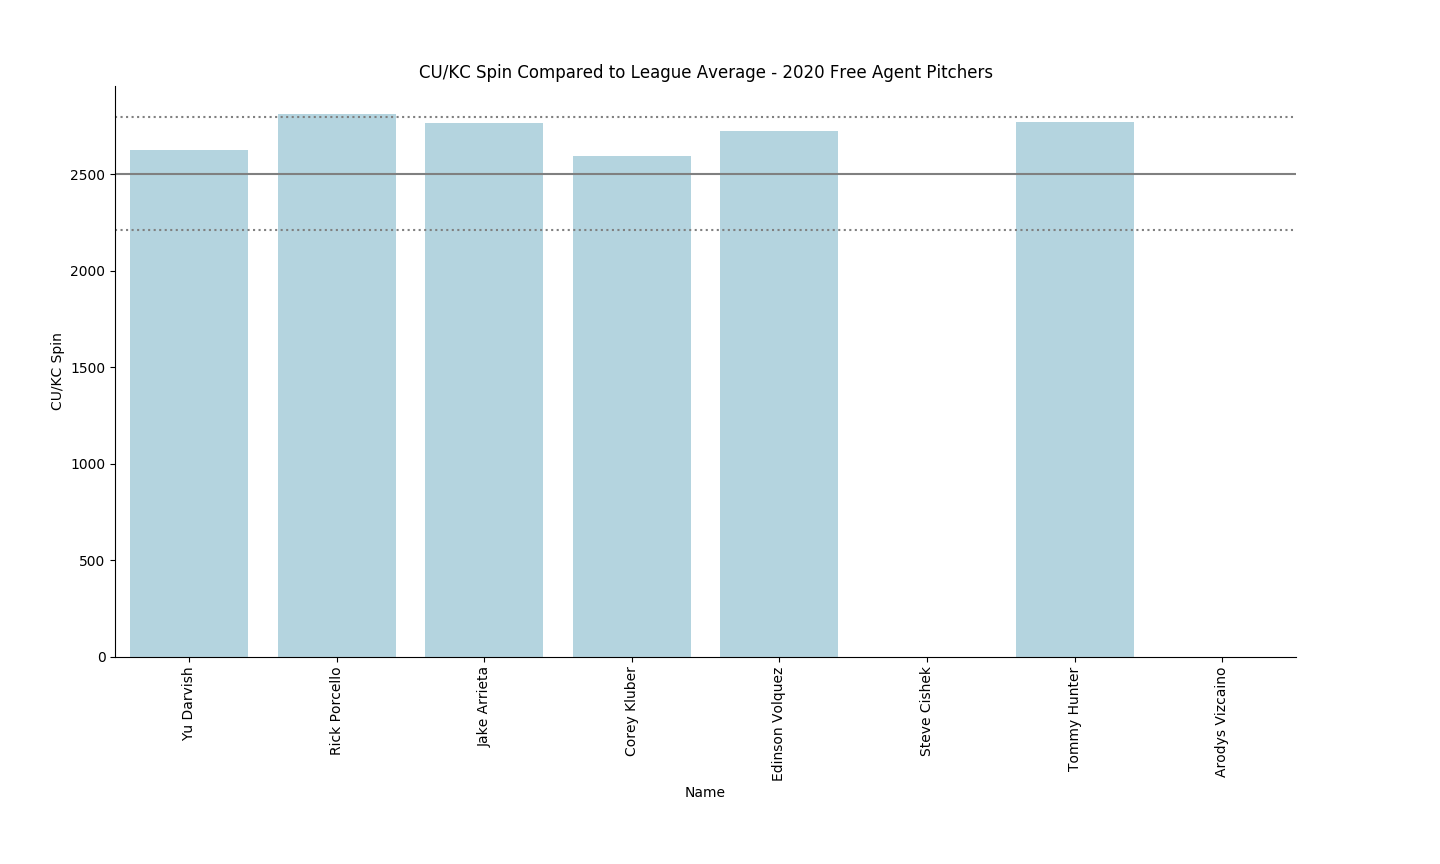 CU/KC Spin Compared to League Average - 2020 Free Agent Pitchers
CU/KC Spin
2500
2000
1500
1000
500
0
Yu Darvish
Rick Porcello
Jake Arrieta
Corey Kluber
Edinson Volquez
Steve Cishek
Tommy Hunter
Arodys Vizcaino
Name